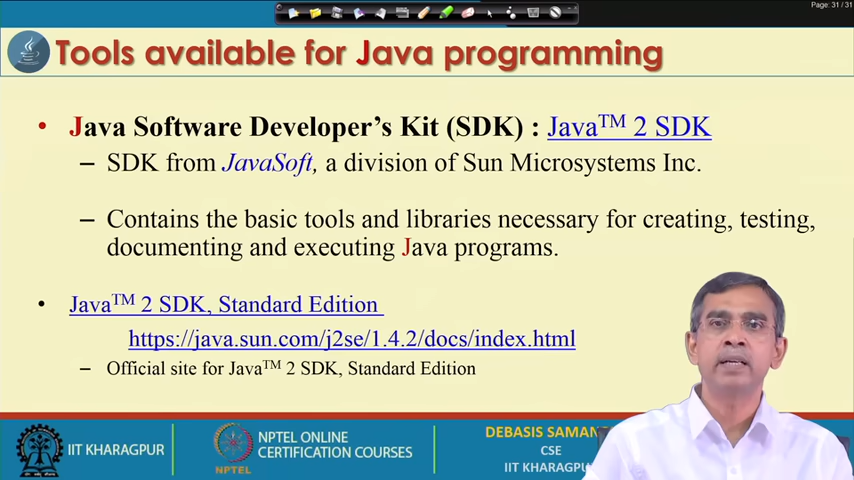 Page: 31 / 31
Tools available for Java programming
• Java Software Developer's Kit (SDK) : Java™ 2 SDK
– SDK from JavaSoft, a division of Sun Microsystems Inc.
– Contains the basic tools and libraries necessary for creating, testing,
documenting and executing Java programs.
• Java™ 2 SDK, Standard Edition
https://java.sun.com/j2se/1.4.2/docs/index.html
– Official site for Java™ 2 SDK, Standard Edition
IIT KHARAGPUR
NPTEL
NPTEL ONLINE
CERTIFICATION COURSES
DEBASIS SAMAN
CSE
IIT KHARAGPU